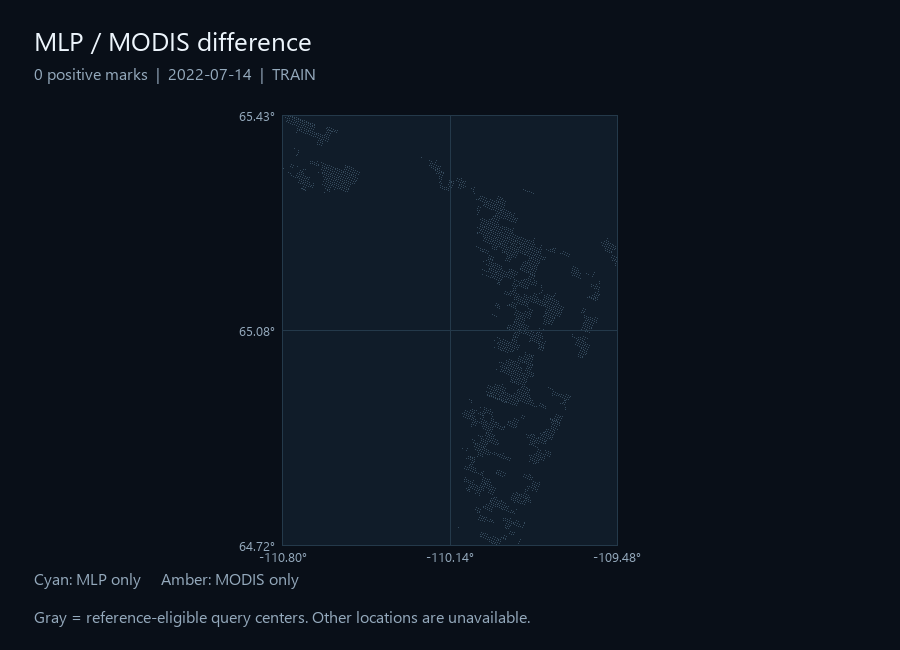 MLP / MODIS difference
0 positive marks | 2022-07-14 | TRAIN
65.43°
65.08°
64.72°
-110.80° -110.14° -109.48°
Cyan: MLP only Amber: MODIS only
Gray = reference-eligible query centers. Other locations are unavailable.